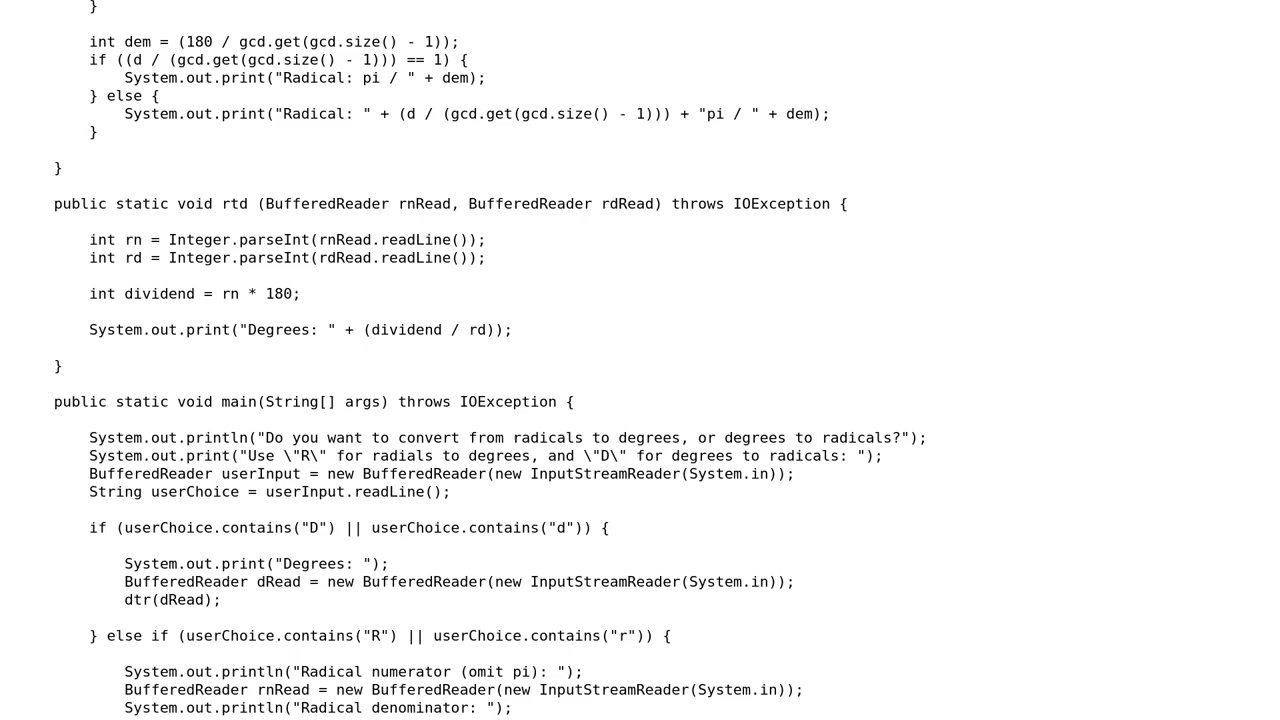 }
int dem = (180 / gcd.get(gcd.size() - 1));
if ((d / (gcd.get(gcd.size() - 1))) == 1) {
System.out.print("Radical: pi / " + dem);
} else {
System.out.print("Radical: " + (d / (gcd.get(gcd.size() - 1))) + "pi / " + dem);
}
}
public static void rtd (BufferedReader rnRead, BufferedReader rdRead) throws IOException {
int rn = Integer.parseInt(rnRead.readLine());
int rd = Integer.parseInt(rdRead.readLine());
int dividend = rn * 180;
System.out.print("Degrees: " + (dividend / rd));
}
public static void main(String[] args) throws IOException {
System.out.println("Do you want to convert from radicals to degrees, or degrees to radicals?");
System.out.print("Use \"R\" for radials to degrees, and \"D\" for degrees to radicals: ");
BufferedReader userInput = new BufferedReader(new InputStreamReader(System.in));
String userChoice = userInput.readLine();
if (userChoice.contains("D") || userChoice.contains("d")) {
System.out.print("Degrees: ");
BufferedReader dRead = new BufferedReader(new InputStreamReader(System.in));
dtr(dRead);
} else if (userChoice.contains("R") || userChoice.contains("r")) {
System.out.println("Radical numerator (omit pi): ");
BufferedReader rnRead = new BufferedReader(new InputStreamReader(System.in));
System.out.println("Radical denominator: ");